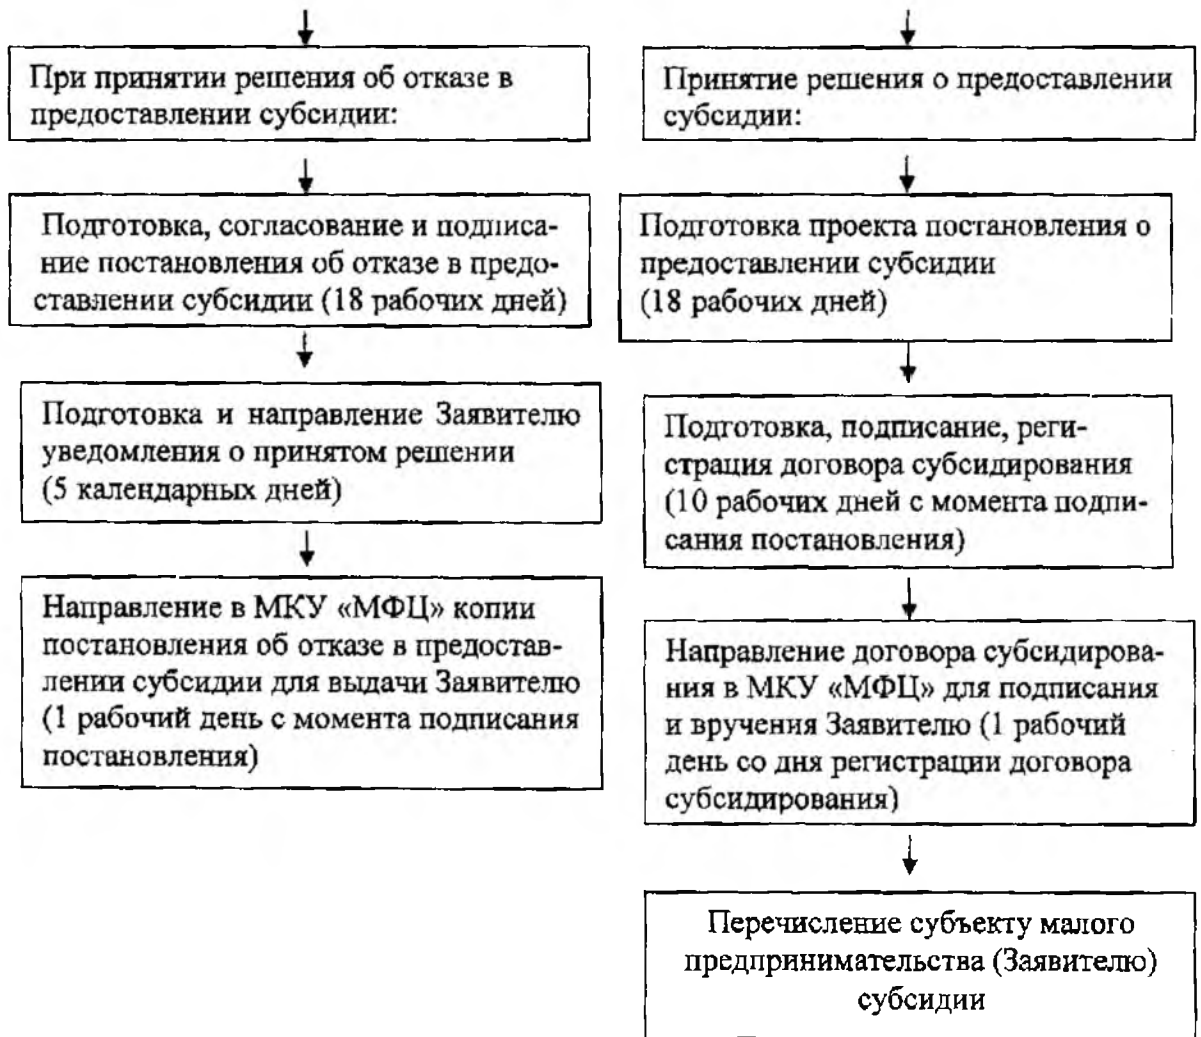 При принятии решения об отказе в
предоставлении субсидии:
Подготовка, согласование и подписа-
ние постановления об отказе в предо-
ставлении субсидии (18 рабочих дней)
Подготовка и направление Заявителю
уведомления о принятом решении
(5 календарных дней)
Направление в МКУ «МФЦ» копии
постановления об отказе в предостав-
лении субсидии для выдачи Заявителю
(1 рабочий день с момента подписания
постановления)
Принятие решения о предоставлении
субсидии:
Подготовка проекта постановления о
предоставлении субсидии
(18 рабочих дней)
Подготовка, подписание, реги-
страция договора субсидирования
(10 рабочих дней с момента подпи-
сания постановления)
Направление договора субсидирова-
ния в МКУ «МФЦ» для подписания
и вручения Заявителю (1 рабочий
день со дня регистрации договора
субсидирования)
Перечисление субъекту малого
предпринимательства (Заявителю)
субсидии